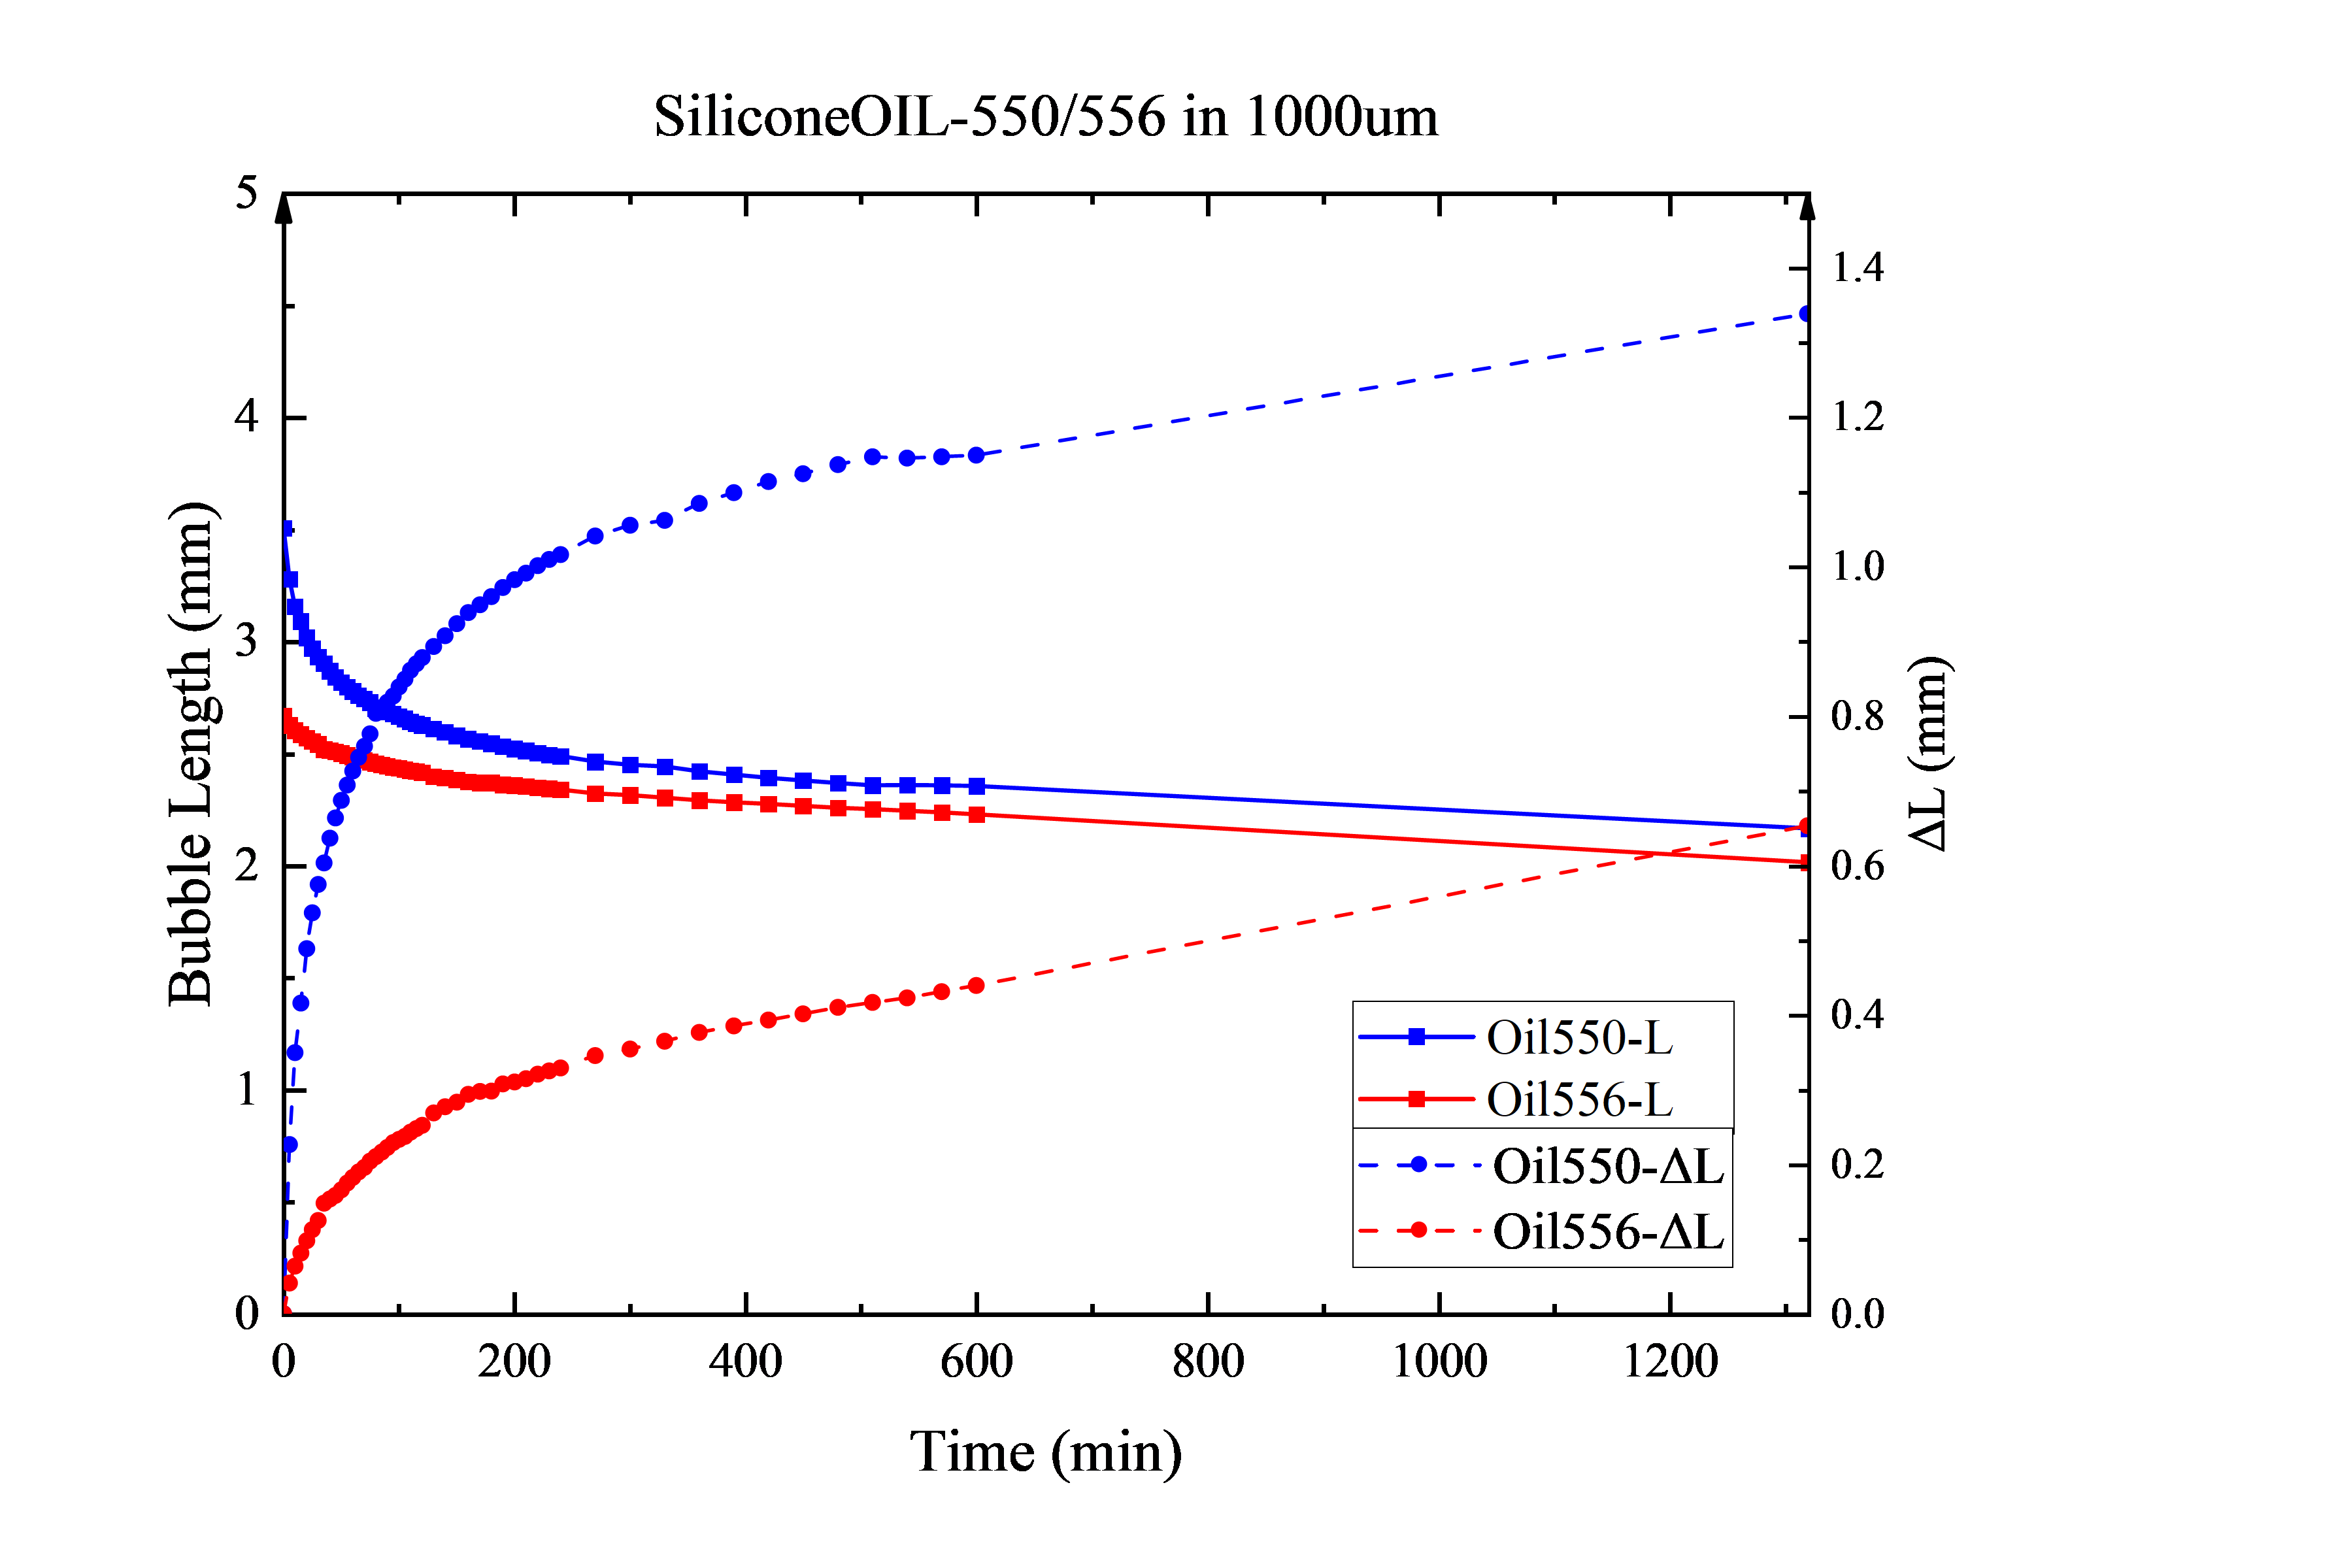 SiliconeOIL-550/556 in 1000um
5
4
3
2
1
0
Bubble Length (mm)
1.4
1.2
1.0
0.8
0.6
0.4
0.2
0.0
ΔL (mm)
Oil550-L
Oil556-L
Oil550-ΔL
Oil556-ΔL
0 200 400 600 800 1000 1200
Time (min)